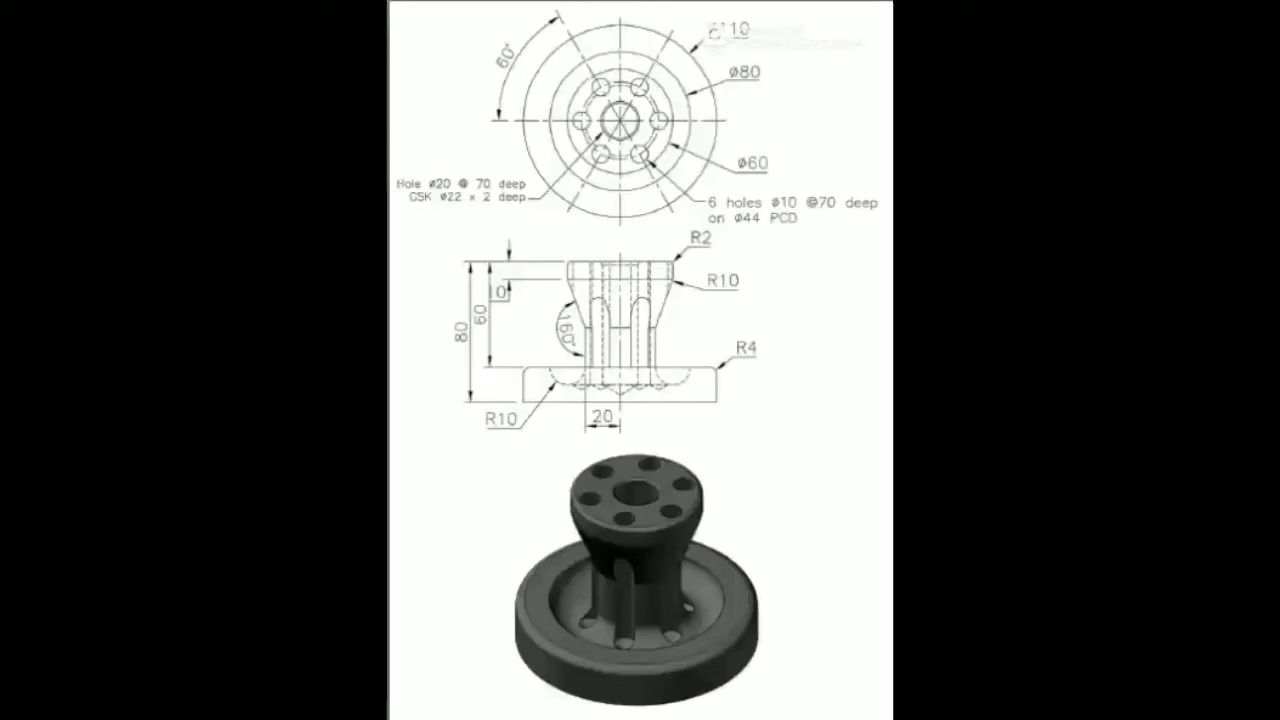 ø110
60°
ø80
ø60
Hole ø20 @ 70 deep
CSK ø22 x 2 deep
6 holes ø10 @70 deep
on ø44 PCD
R2
10
R10
60
80
160°
R4
R10
20